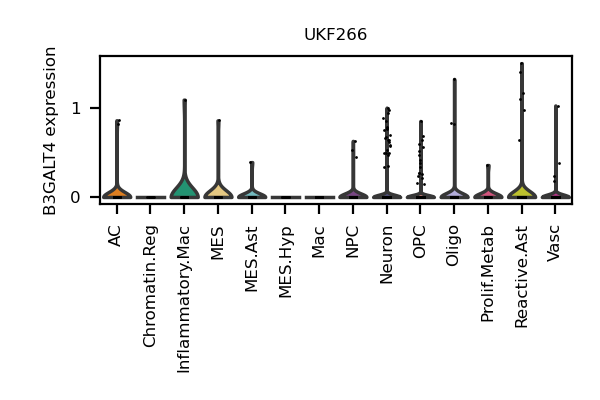 UKF266
B3GALT4 expression
1
0
AC
Chromatin.Reg
Inflammatory.Mac
MES
MES.Ast
MES.Hyp
Mac
NPC
Neuron
OPC
Oligo
Prolif.Metab
Reactive.Ast
Vasc